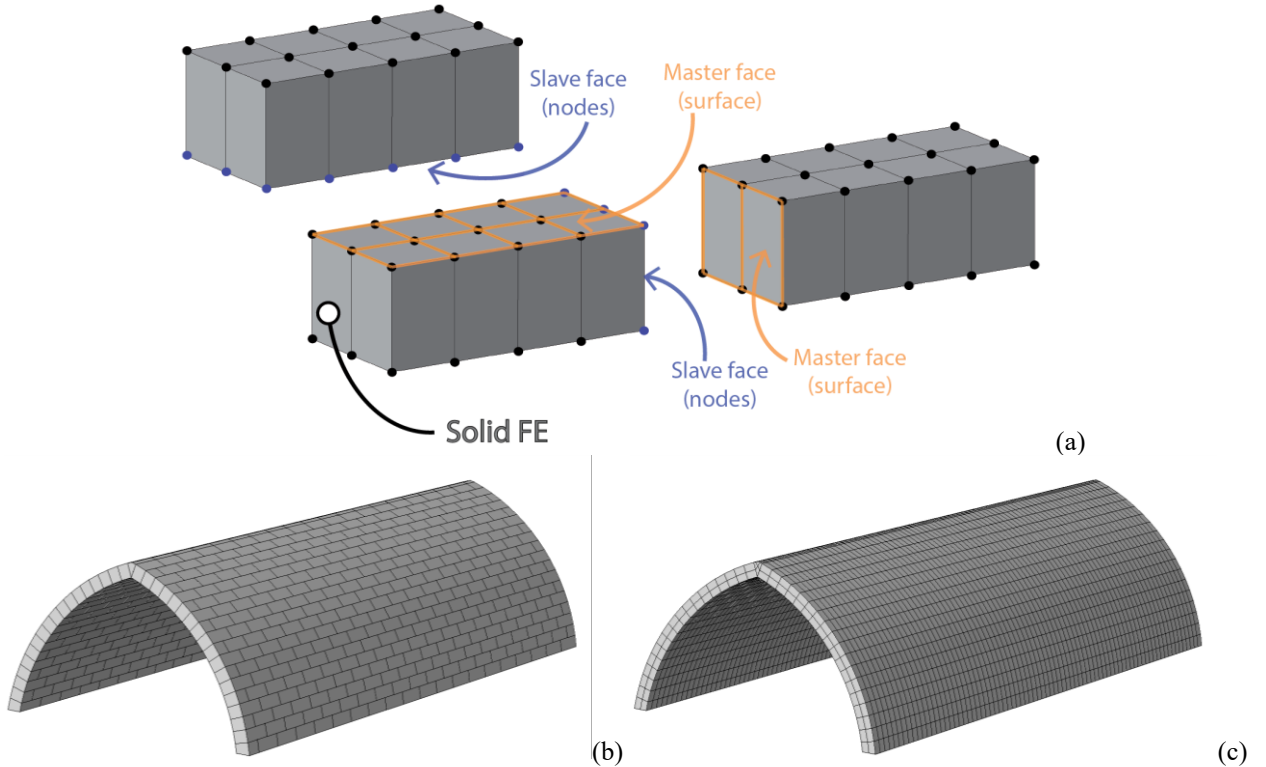 Slave face
(nodes)
Master face
(surface)
Slave face
(nodes)
Master face
(surface)
Solid FE
(a)
(b)
(c)